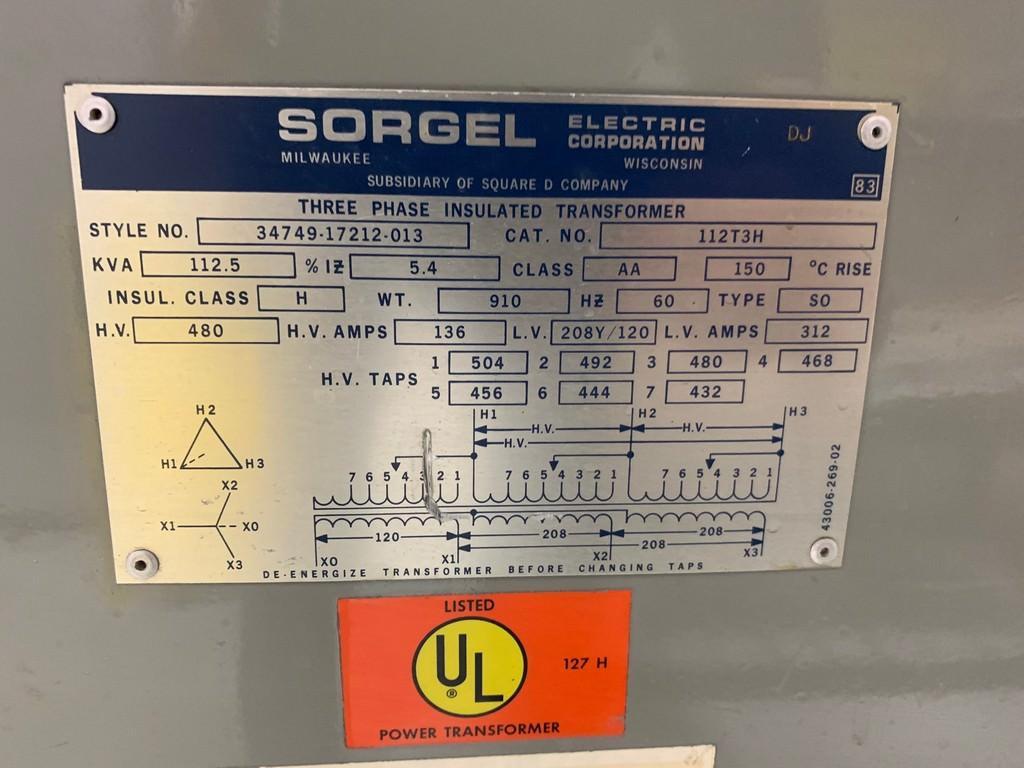 SORGEL ELECTRIC CORPORATION DJ
MILWAUKEE WISCONSIN
SUBSIDIARY OF SQUARE D COMPANY 83
THREE PHASE INSULATED TRANSFORMER
STYLE NO. 34749-17212-013 CAT. NO. 112T3H
KVA 112.5 % IZ 5.4 CLASS AA 150 °C RISE
INSUL. CLASS H WT. 910 HZ 60 TYPE SO
H.V. 480 H.V. AMPS 136 L.V. 208Y/120 L.V. AMPS 312
H.V. TAPS
1 504 2 492 3 480 4 468
5 456 6 444 7 432
H2
H1 H3
X2
X1 X0
X3
H1 H2 H3
H.V. H.V.
H.V.
7 6 5 4 3 2 1 7 6 5 4 3 2 1 7 6 5 4 3 2 1
120 208 208
208
X0 X1 X2 X3
DE-ENERGIZE TRANSFORMER BEFORE CHANGING TAPS
43006-269-02
LISTED
UL ®
127 H
POWER TRANSFORMER